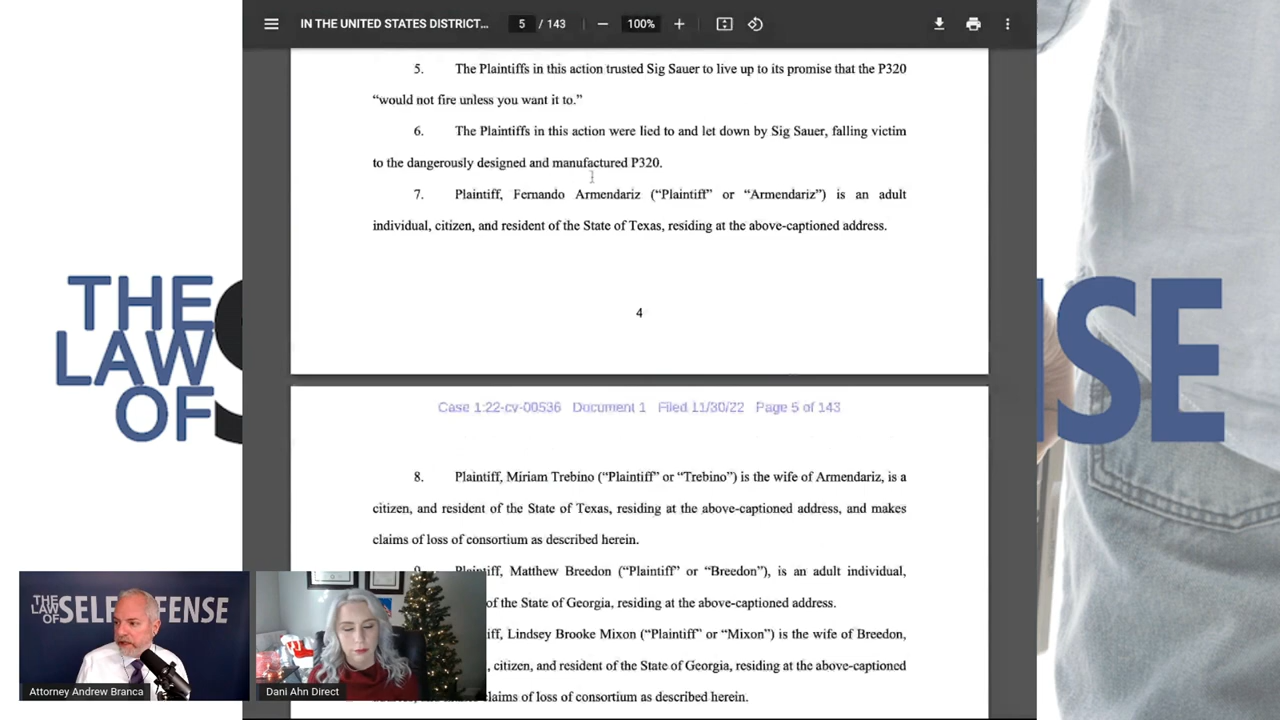 IN THE UNITED STATES DISTRICT... 5 / 143 100%
5. The Plaintiffs in this action trusted Sig Sauer to live up to its promise that the P320
“would not fire unless you want it to.”
6. The Plaintiffs in this action were lied to and let down by Sig Sauer, falling victim
to the dangerously designed and manufactured P320.
7. Plaintiff, Fernando Armendariz (“Plaintiff” or “Armendariz”) is an adult
individual, citizen, and resident of the State of Texas, residing at the above-captioned address.
4
Case 1:22-cv-00536 Document 1 Filed 11/30/22 Page 5 of 143
8. Plaintiff, Miriam Trebino (“Plaintiff” or “Trebino”) is the wife of Armendariz, is a
citizen, and resident of the State of Texas, residing at the above-captioned address, and makes
claims of loss of consortium as described herein.
Plaintiff, Matthew Breedon (“Plaintiff” or “Breedon”), is an adult individual,
of the State of Georgia, residing at the above-captioned address.
Lindsey Brooke Mixon (“Plaintiff” or “Mixon”) is the wife of Breedon,
citizen, and resident of the State of Georgia, residing at the above-captioned
claims of loss of consortium as described herein.
THE
LAW
OF
S
NSE
THE
LAW
OF
SELF
FENSE
Attorney Andrew Branca
Dani Ahn Direct